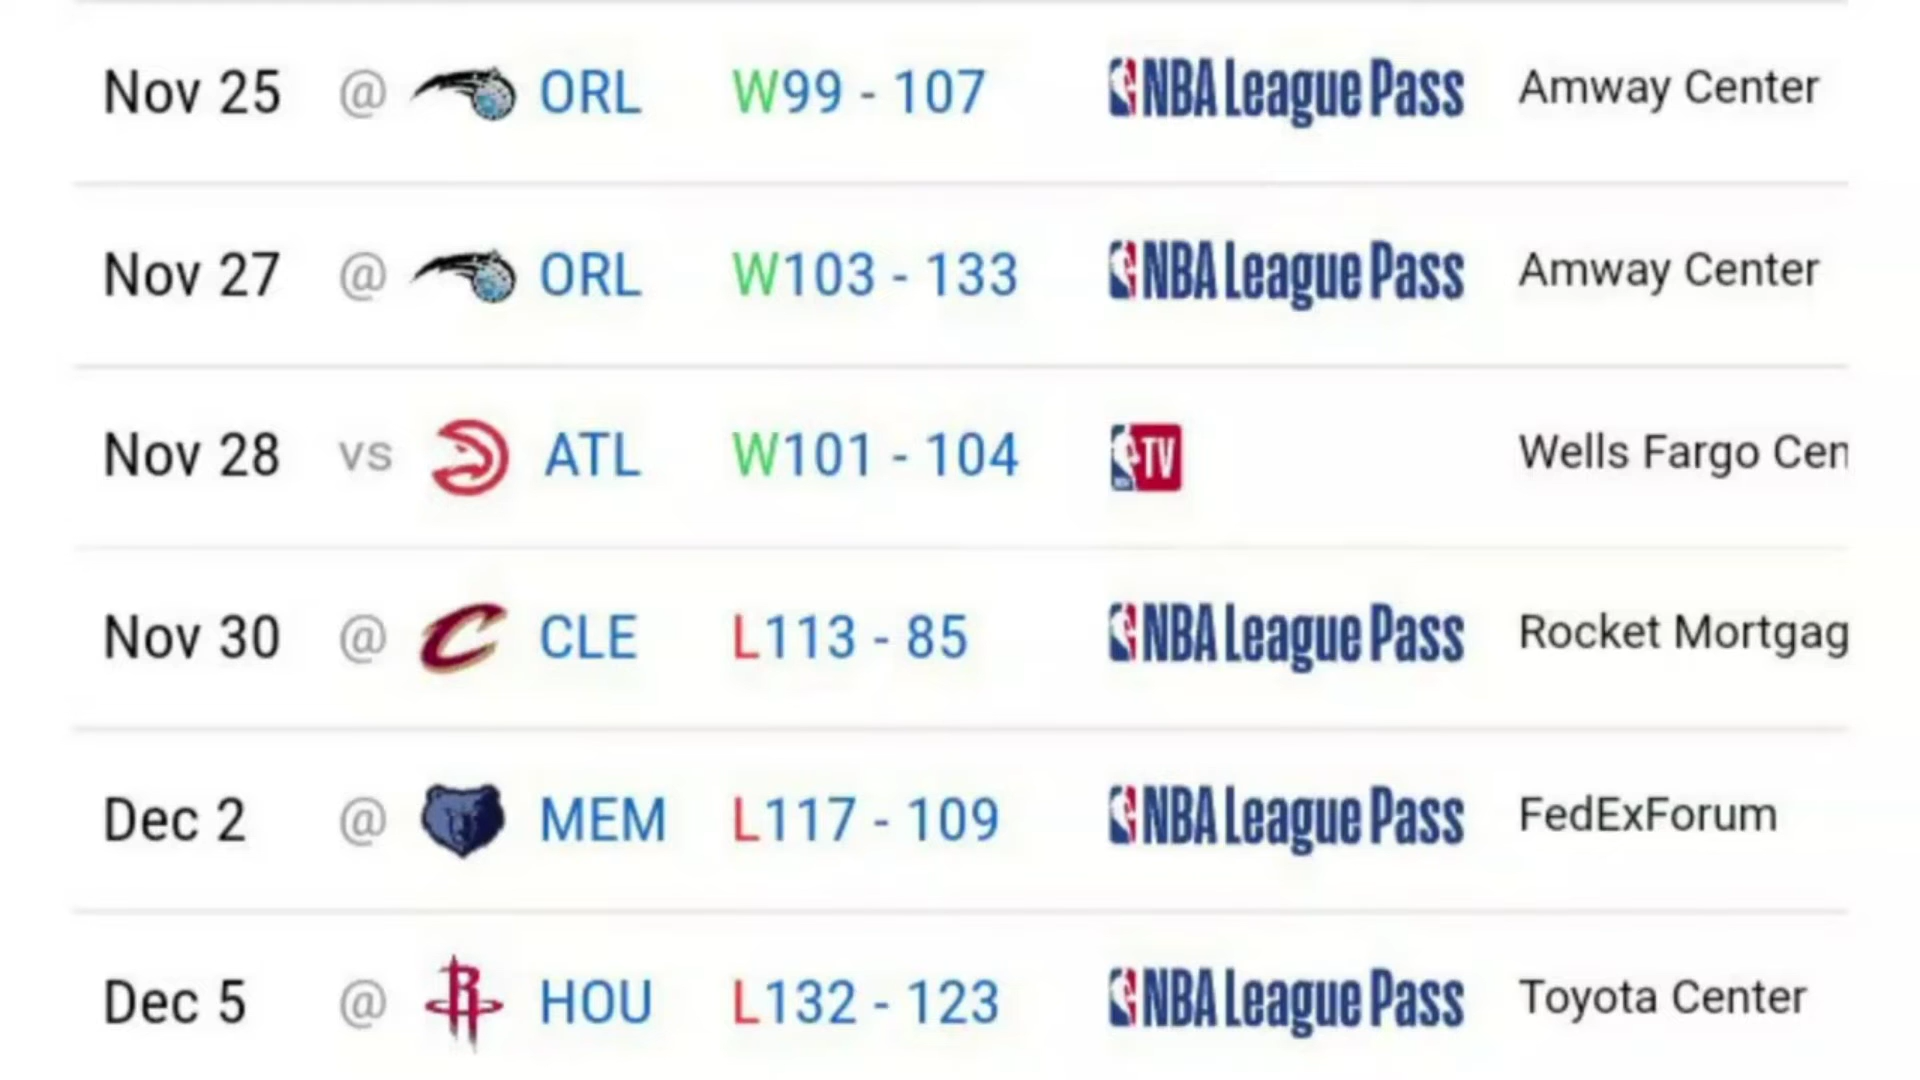 Nov 25 @ ORL W99 - 107 NBA League Pass Amway Center
Nov 27 @ ORL W103 - 133 NBA League Pass Amway Center
Nov 28 vs ATL W101 - 104 TV Wells Fargo Cen
Nov 30 @ CLE L113 - 85 NBA League Pass Rocket Mortgag
Dec 2 @ MEM L117 - 109 NBA League Pass FedExForum
Dec 5 @ HOU L132 - 123 NBA League Pass Toyota Center